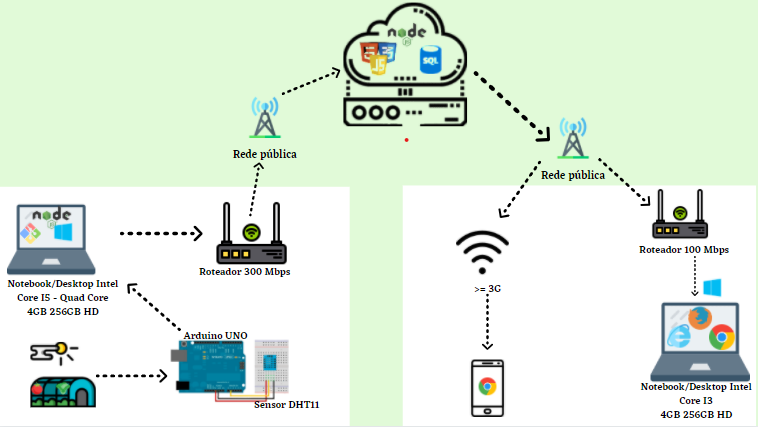 node
JS
SQL
Rede pública
Rede pública
node
Roteador 300 Mbps
Roteador 100 Mbps
Notebook/Desktop Intel
Core I5 - Quad Core
4GB 256GB HD
>= 3G
Arduino UNO
Sensor DHT11
Notebook/Desktop Intel
Core I3
4GB 256GB HD